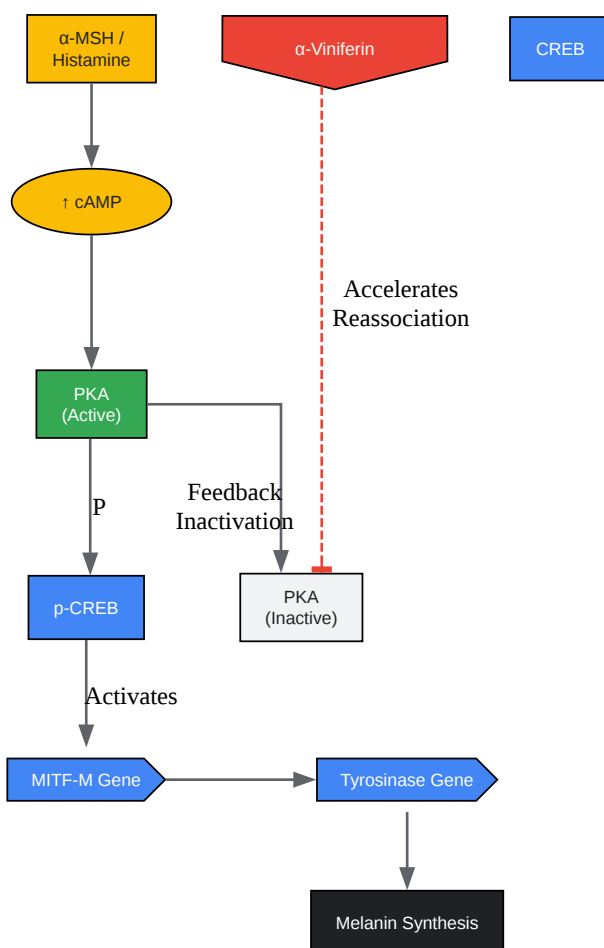 α-MSH /
Histamine
α-Viniferin
CREB
↑ cAMP
Accelerates
Reassociation
PKA
(Active)
P
Feedback
Inactivation
p-CREB
PKA
(Inactive)
Activates
MITF-M Gene
Tyrosinase Gene
Melanin Synthesis